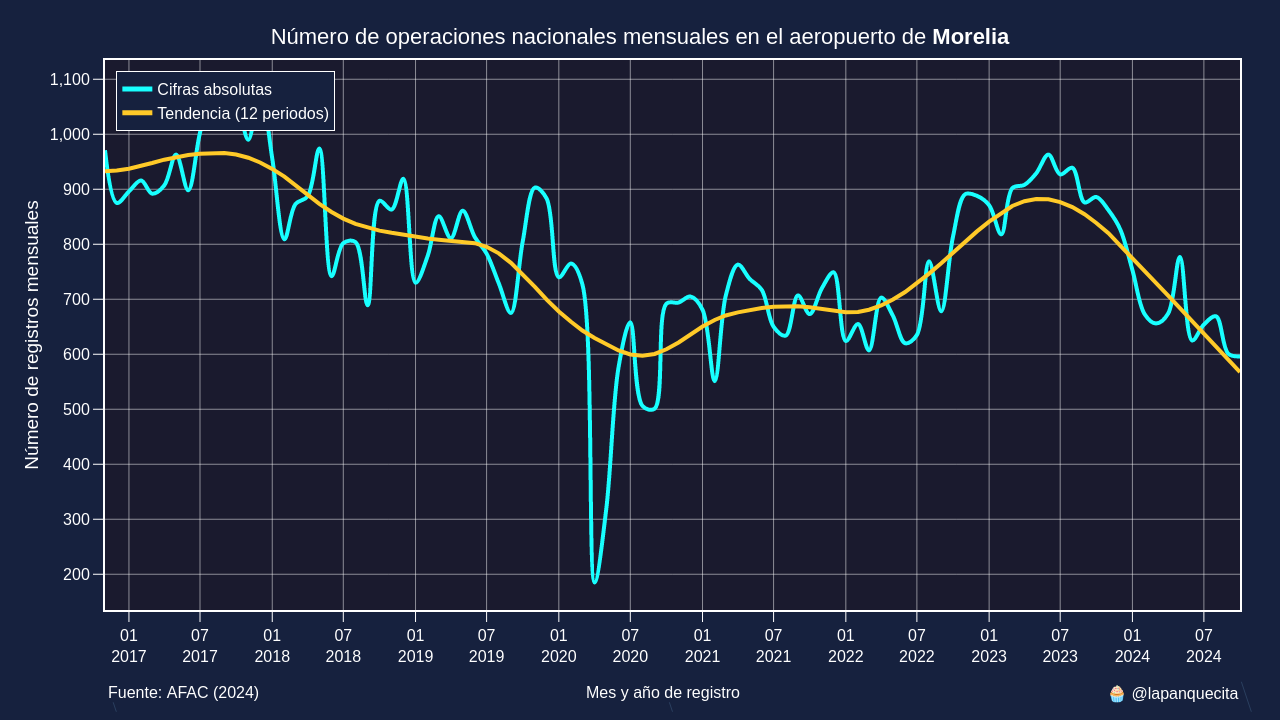 Número de operaciones nacionales mensuales en el aeropuerto de Morelia
Cifras absolutas
Tendencia (12 periodos)
Número de registros mensuales
1,100
1,000
900
800
700
600
500
400
300
200
01 07 01 07 01 07 01 07 01 07 01 07 01 07 01 07
2017 2017 2018 2018 2019 2019 2020 2020 2021 2021 2022 2022 2023 2023 2024 2024
Fuente: AFAC (2024) Mes y año de registro 🧁 @lapanquecita